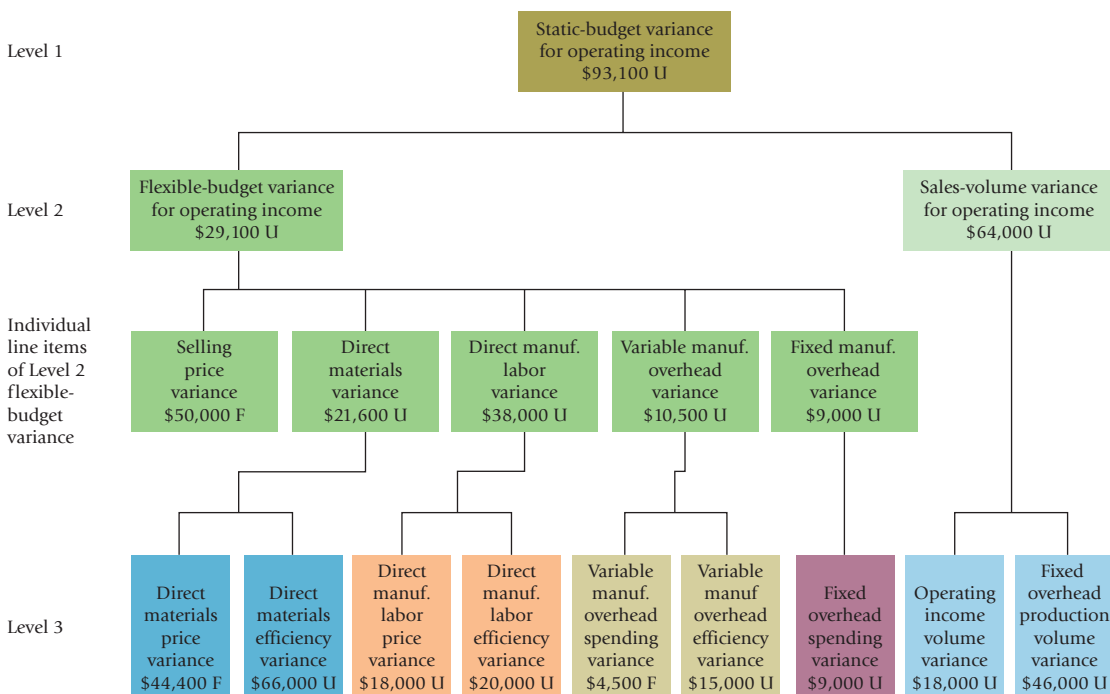 Level 1
Static-budget variance
for operating income
$93,100 U
Level 2
Flexible-budget variance
for operating income
$29,100 U
Sales-volume variance
for operating income
$64,000 U
Individual
line items
of Level 2
flexible-
budget
variance
Selling
price
variance
$50,000 F
Direct
materials
variance
$21,600 U
Direct manuf.
labor
variance
$38,000 U
Variable manuf.
overhead
variance
$10,500 U
Fixed manuf.
overhead
variance
$9,000 U
Level 3
Direct
materials
price
variance
$44,400 F
Direct
materials
efficiency
variance
$66,000 U
Direct
manuf.
labor
price
variance
$18,000 U
Direct
manuf.
labor
efficiency
variance
$20,000 U
Variable
manuf.
overhead
spending
variance
$4,500 F
Variable
manuf
overhead
efficiency
variance
$15,000 U
Fixed
overhead
spending
variance
$9,000 U
Operating
income
volume
variance
$18,000 U
Fixed
overhead
production
volume
variance
$46,000 U